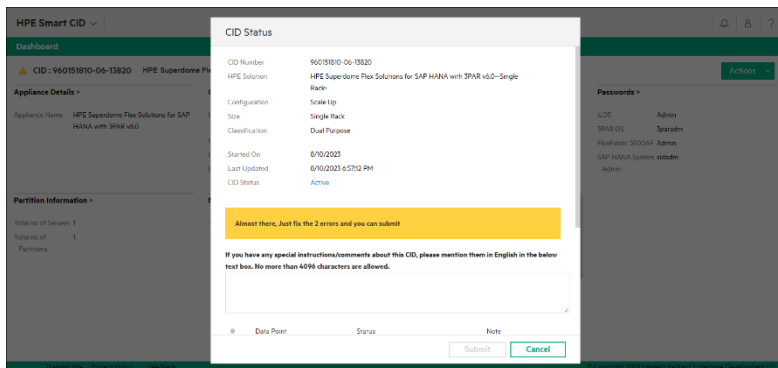 HPE Smart CID
?
Dashboard
CID : 960151810-06-13820 HPE Superdome Fle
Actions
Appliance Details >
Appliance Name HPE Superdome Flex Solutions for SAP
HANA with 3PAR v6.0
Partition Information >
Total no of Servers 1
Total no of 1
Partitions
CID Status
CID Number 960151810-06-13820
HPE Solution HPE Superdome Flex Solutions for SAP HANA with 3PAR v6.0--Single
Rack-
Configuration Scale Up
Size Single Rack
Classification Dual Purpose
Started On 8/10/2023
Last Updated 8/10/2023 6:57:12 PM
CID Status Active
Almost there, Just fix the 2 errors and you can submit
If you have any special instructions/comments about this CID, please mention them in English in the below
text box. No more than 4096 characters are allowed.
Data Point Status Note
Submit Cancel
Passwords >
iLO5 Admin
3PAR OS 3paradm
FlexFabric 5900AF Admin
SAP HANA System sidadm
Admin